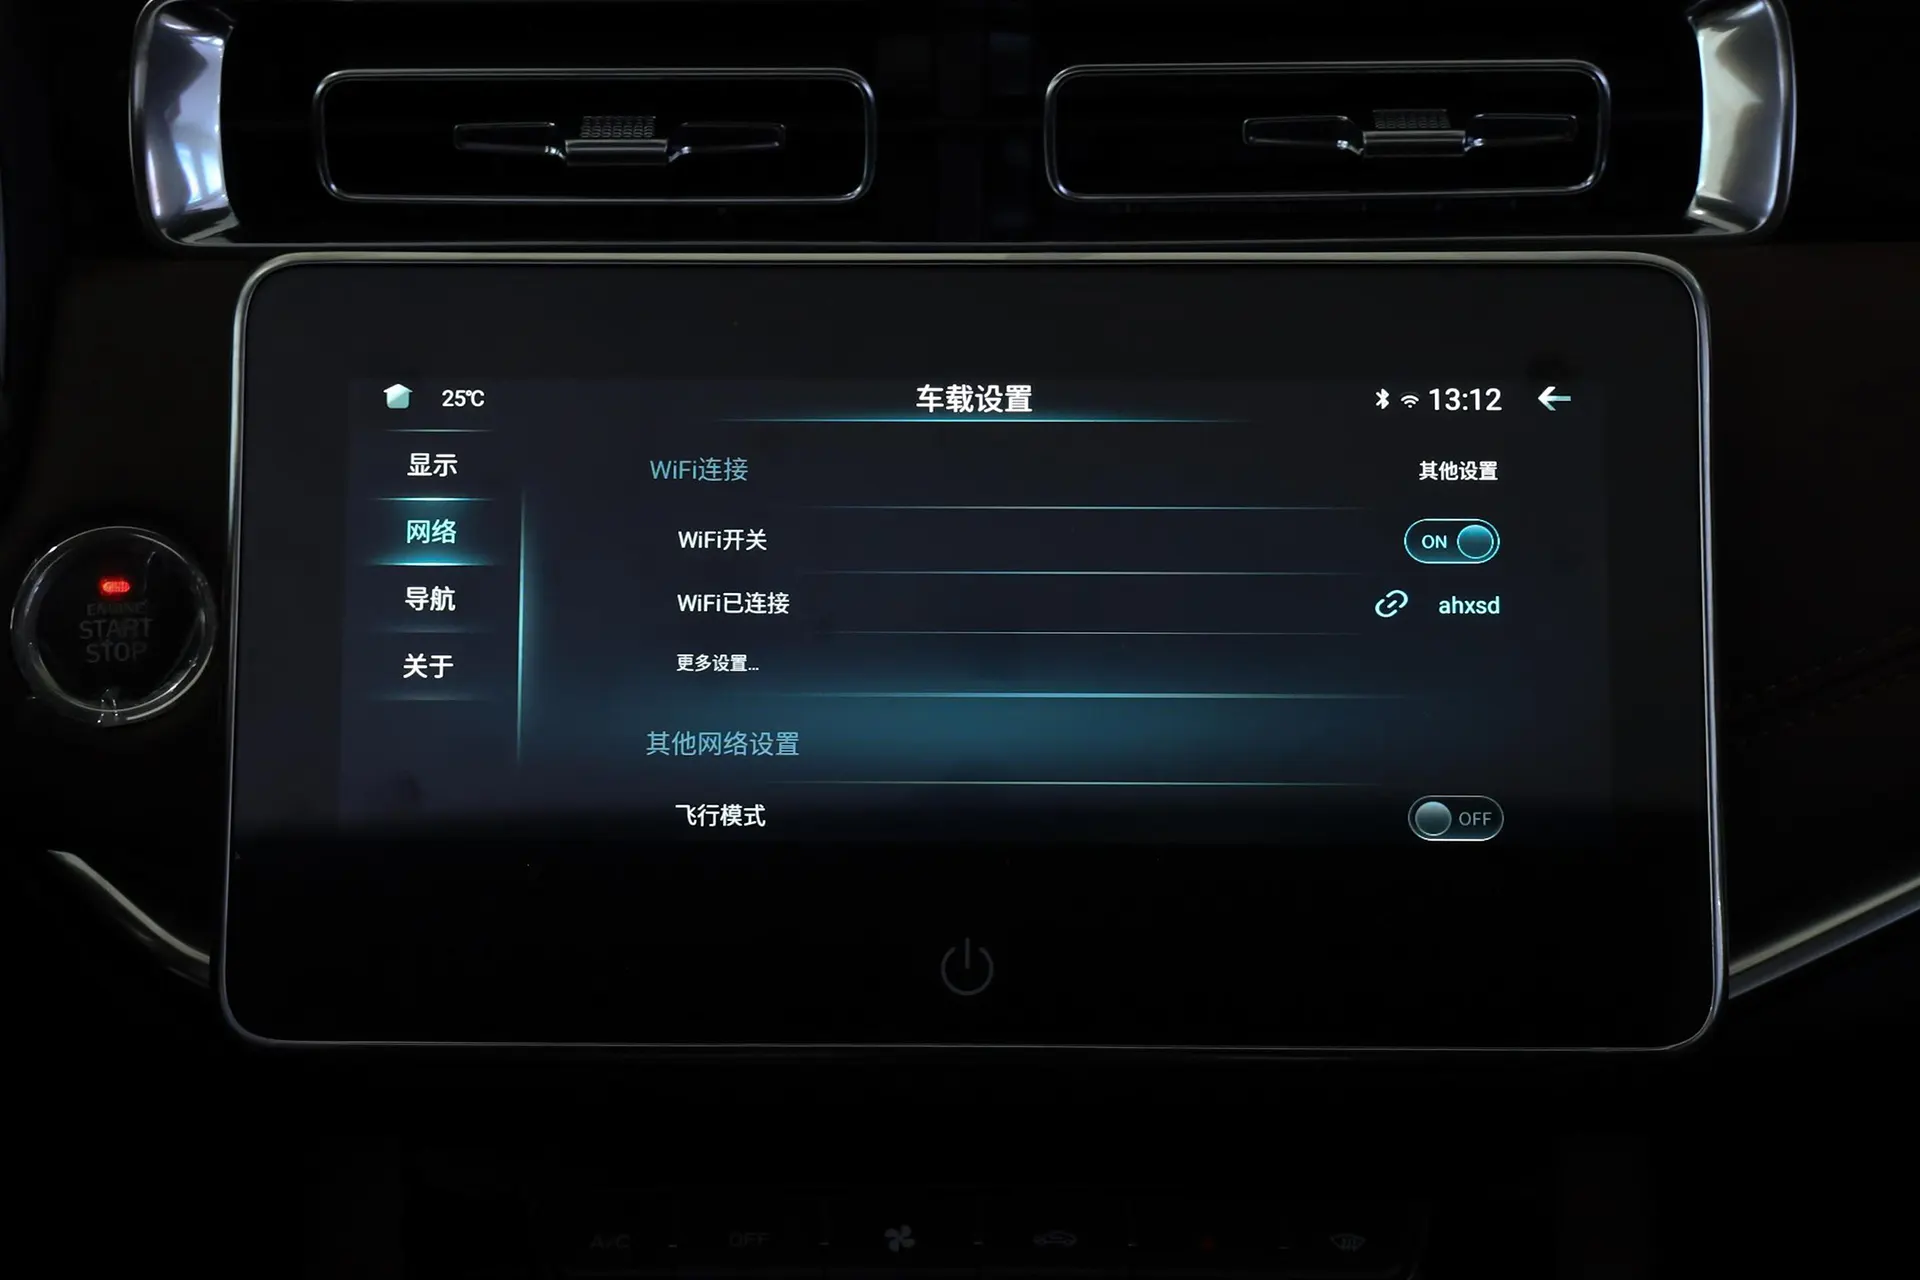 25℃
车载设置
13:12
显示
网络
导航
关于
WiFi连接
其他设置
WiFi开关
ON
WiFi已连接
ahxsd
更多设置...
其他网络设置
飞行模式
OFF
ENGINE
START
STOP
A/C
OFF